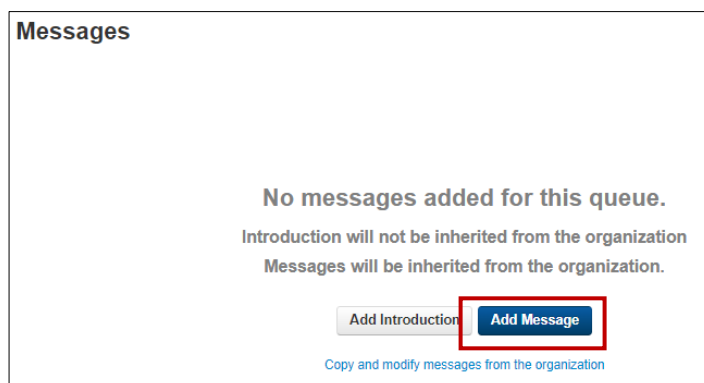 Messages
No messages added for this queue.
Introduction will not be inherited from the organization
Messages will be inherited from the organization.
Add Introduction Add Message
Copy and modify messages from the organization